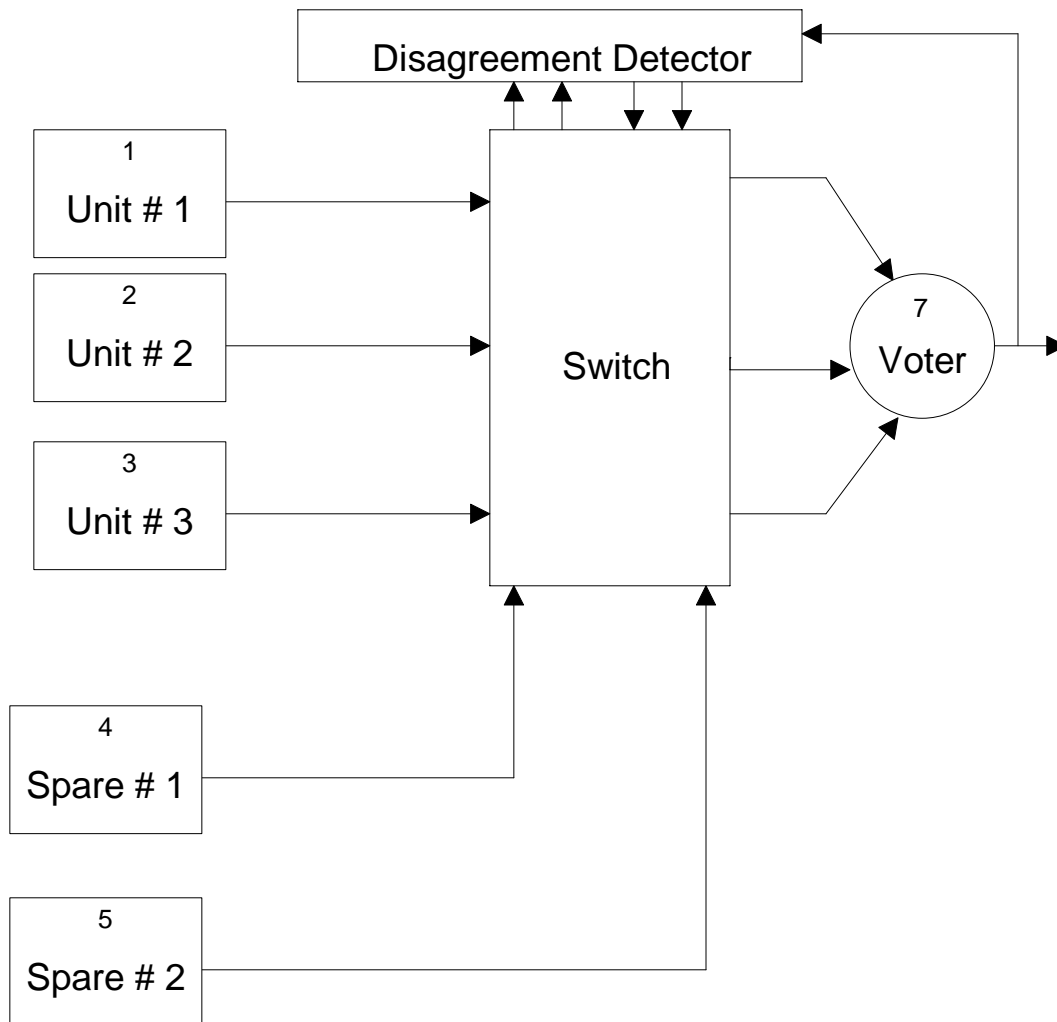 Disagreement Detector
1
Unit # 1
2
Unit # 2
3
Unit # 3
Switch
7
Voter
4
Spare # 1
5
Spare # 2